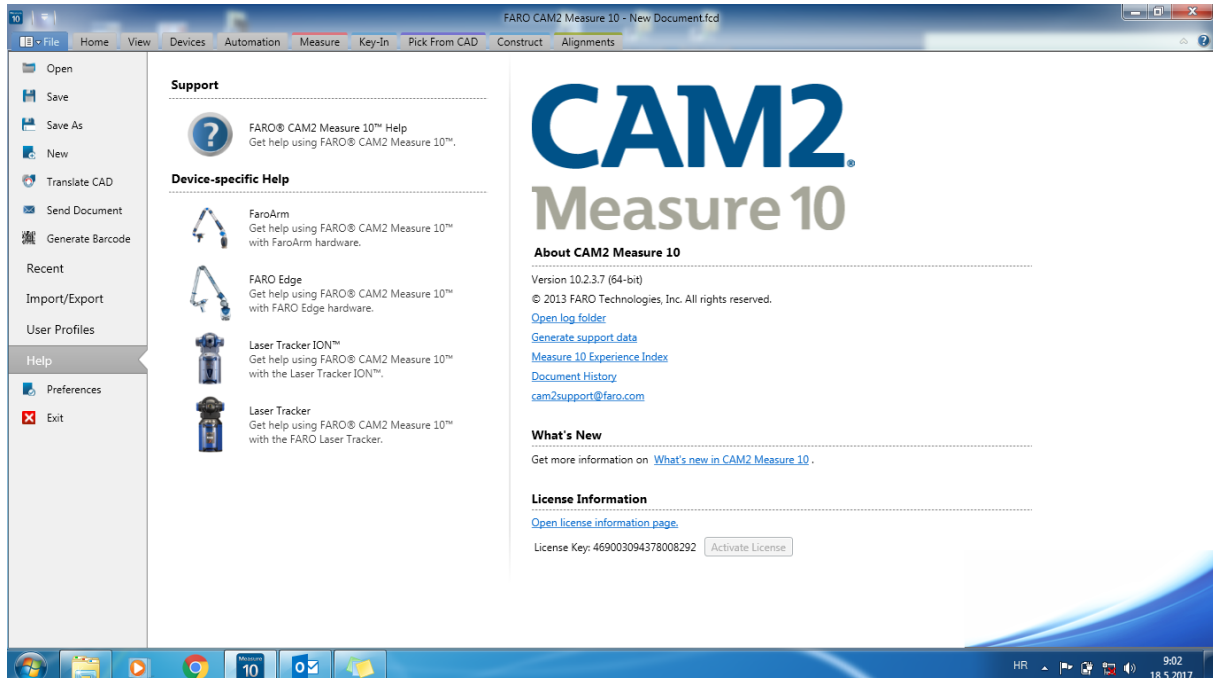 10
FARO CAM2 Measure 10 - New Document.fcd
File Home View Devices Automation Measure Key-In Pick From CAD Construct Alignments
Open
Save
Save As
New
Translate CAD
Send Document
Generate Barcode
Recent
Import/Export
User Profiles
Help
Preferences
Exit
Support
FARO® CAM2 Measure 10™ Help
Get help using FARO® CAM2 Measure 10™.
Device-specific Help
FaroArm
Get help using FARO® CAM2 Measure 10™
with FaroArm hardware.
FARO Edge
Get help using FARO® CAM2 Measure 10™
with FARO Edge hardware.
Laser Tracker ION™
Get help using FARO® CAM2 Measure 10™
with the Laser Tracker ION™.
Laser Tracker
Get help using FARO® CAM2 Measure 10™
with the FARO Laser Tracker.
CAM2®
Measure 10
About CAM2 Measure 10
Version 10.2.3.7 (64-bit)
© 2013 FARO Technologies, Inc. All rights reserved.
Open log folder
Generate support data
Measure 10 Experience Index
Document History
cam2support@faro.com
What's New
Get more information on What's new in CAM2 Measure 10 .
License Information
Open license information page.
License Key: 469003094378008292 Activate License
Measure
10
HR
9:02
18.5.2017